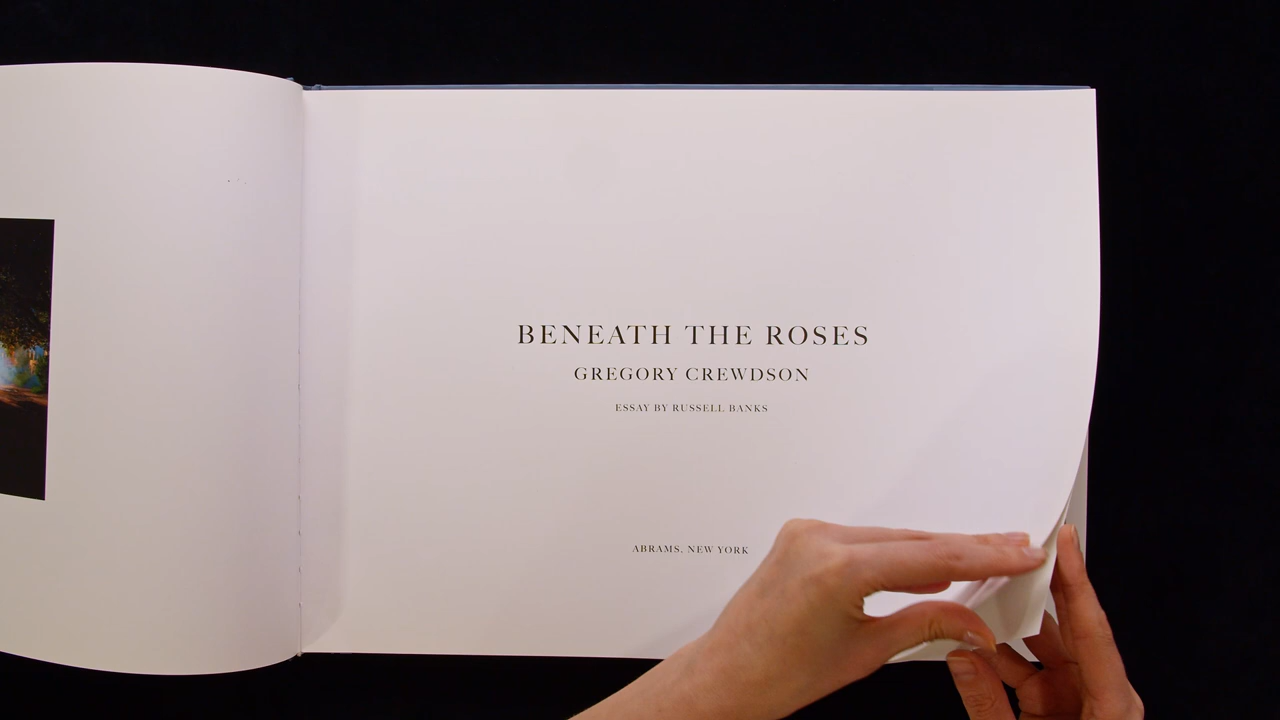 BENEATH THE ROSES
GREGORY CREWDSON
ESSAY BY RUSSELL BANKS
ABRAMS, NEW YORK